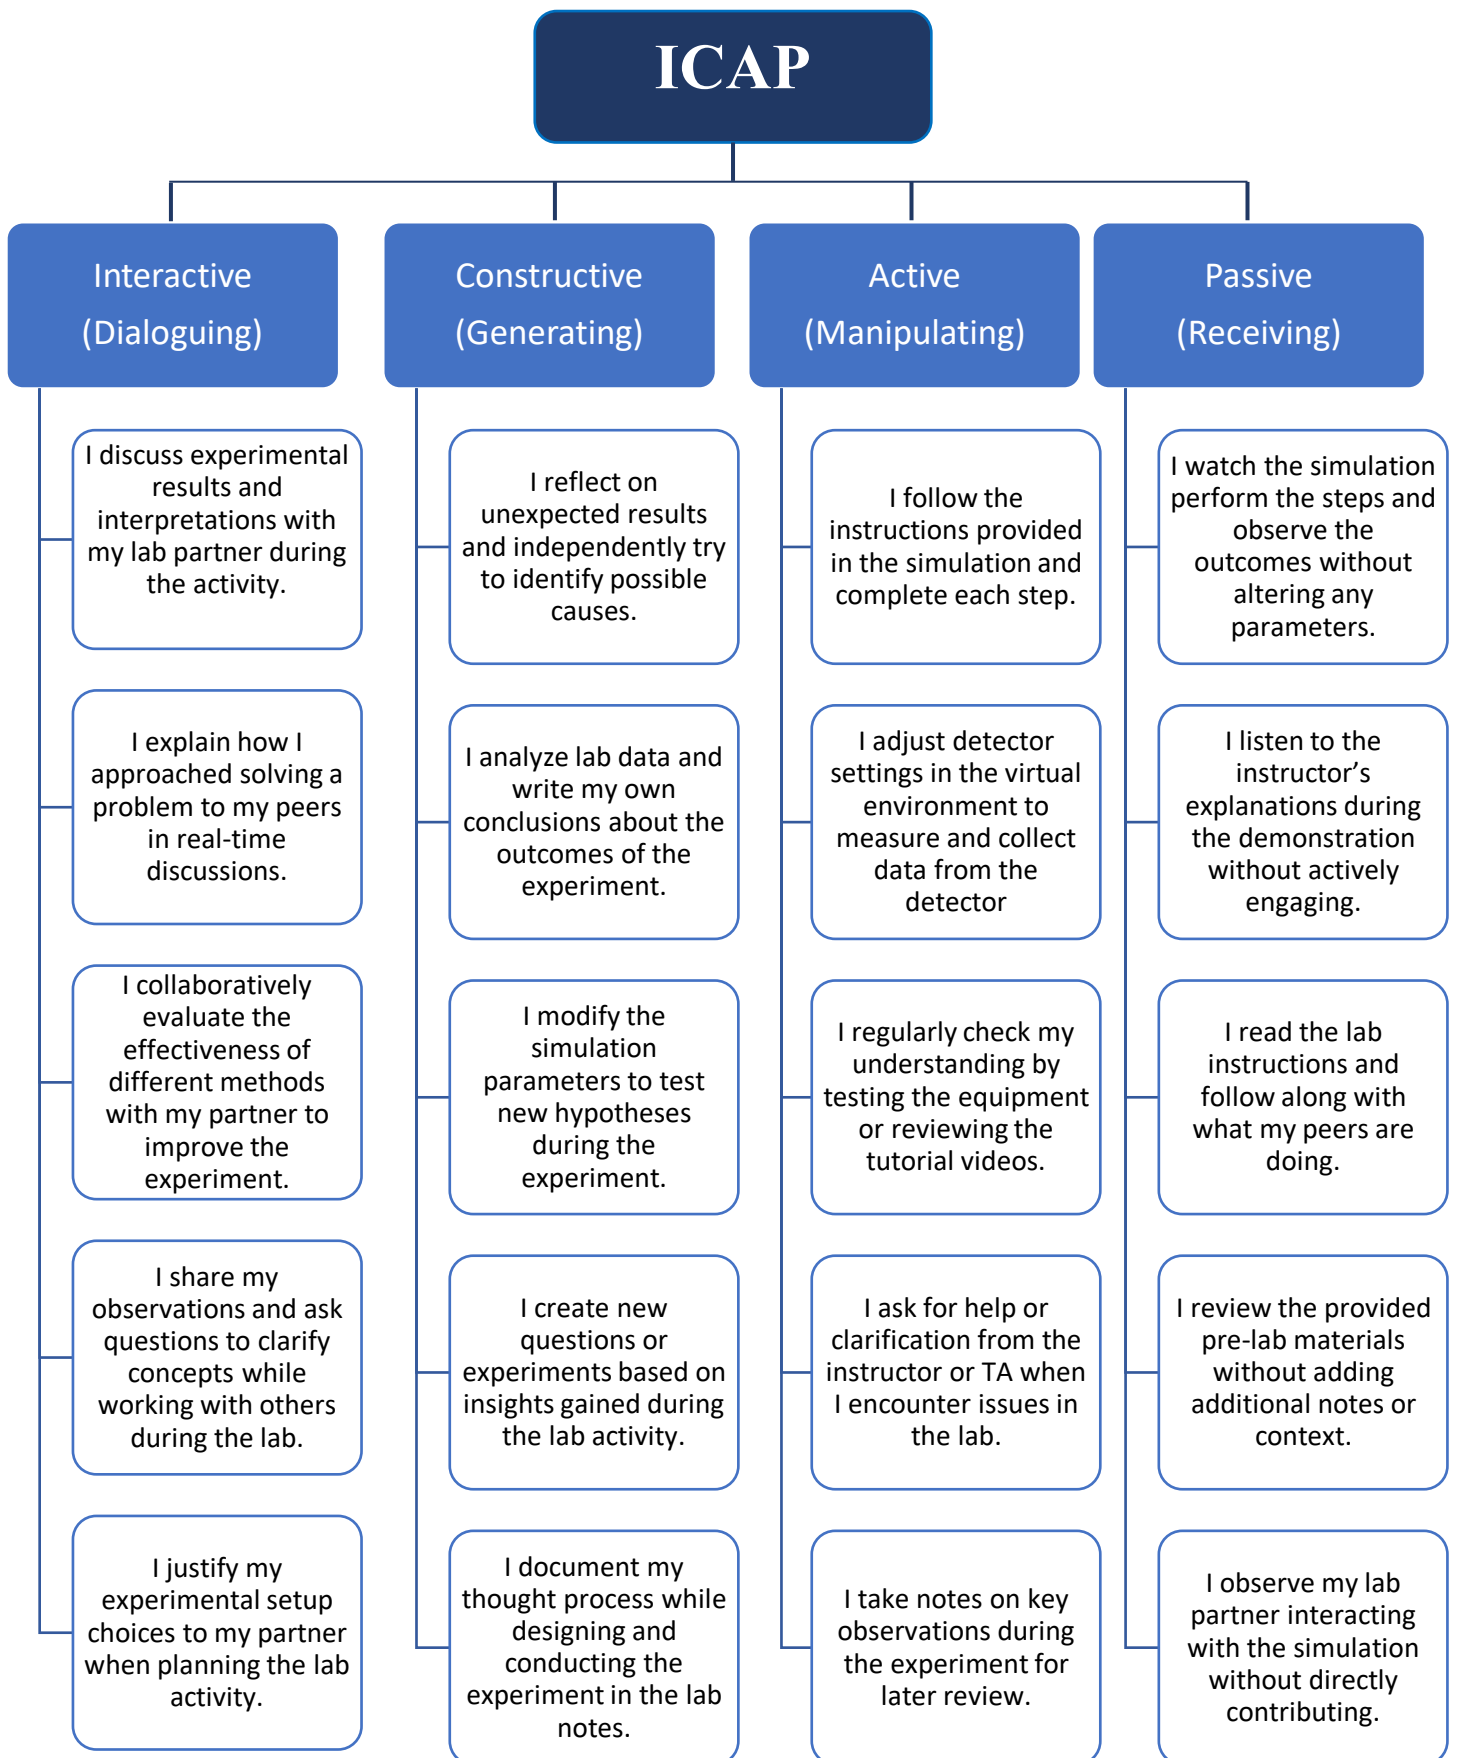 ICAP
Interactive
(Dialoguing)
I discuss experimental
results and
interpretations with
my lab partner during
the activity.
I explain how I
approached solving a
problem to my peers
in real-time
discussions.
I collaboratively
evaluate the
effectiveness of
different methods
with my partner to
improve the
experiment.
I share my
observations and ask
questions to clarify
concepts while
working with others
during the lab.
I justify my
experimental setup
choices to my partner
when planning the lab
activity.
Constructive
(Generating)
I reflect on
unexpected results
and independently try
to identify possible
causes.
I analyze lab data and
write my own
conclusions about the
outcomes of the
experiment.
I modify the
simulation
parameters to test
new hypotheses
during the
experiment.
I create new
questions or
experiments based on
insights gained during
the lab activity.
I document my
thought process while
designing and
conducting the
experiment in the lab
notes.
Active
(Manipulating)
I follow the
instructions provided
in the simulation and
complete each step.
I adjust detector
settings in the virtual
environment to
measure and collect
data from the
detector
I regularly check my
understanding by
testing the equipment
or reviewing the
tutorial videos.
I ask for help or
clarification from the
instructor or TA when
I encounter issues in
the lab.
I take notes on key
observations during
the experiment for
later review.
Passive
(Receiving)
I watch the simulation
perform the steps and
observe the
outcomes without
altering any
parameters.
I listen to the
instructor’s
explanations during
the demonstration
without actively
engaging.
I read the lab
instructions and
follow along with
what my peers are
doing.
I review the provided
pre-lab materials
without adding
additional notes or
context.
I observe my lab
partner interacting
with the simulation
without directly
contributing.